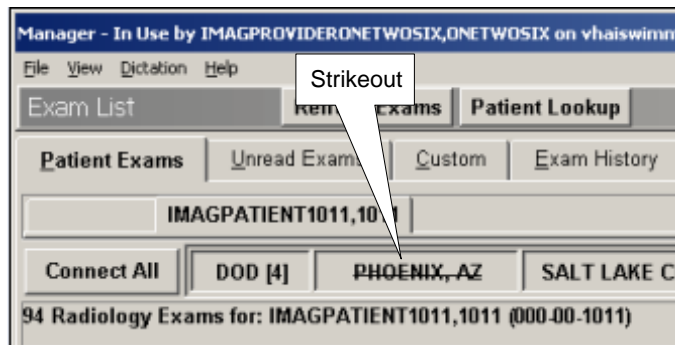 Manager - In Use by IMAGPROVIDERONETWOSIX,ONETWOSIX on vhaiswimm
File View Dictation Help
Strikeout
Exam List Exams Patient Lookup
Patient Exams Unread Exams Custom Exam History
IMAGPATIENT1011,1011
Connect All DOD [4] PHOENIX, AZ SALT LAKE C
94 Radiology Exams for: IMAGPATIENT1011,1011 (000-00-1011)